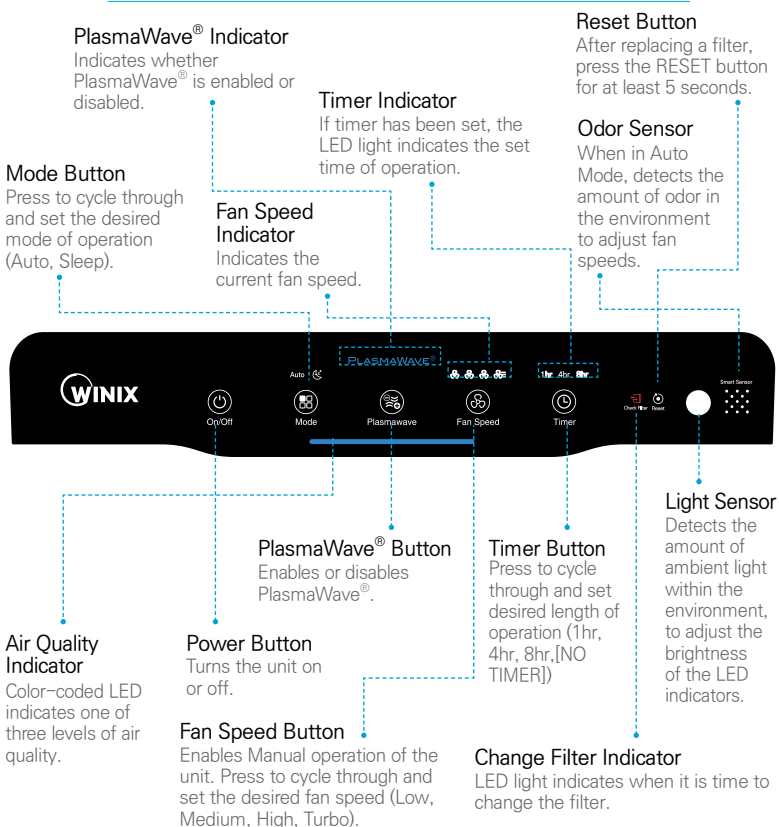 PlasmaWave® Indicator
Indicates whether
PlasmaWave® is enabled or
disabled.
Reset Button
After replacing a filter,
press the RESET button
for at least 5 seconds.
Timer Indicator
If timer has been set, the
LED light indicates the set
time of operation.
Odor Sensor
When in Auto
Mode, detects the
amount of odor in
the environment
to adjust fan
speeds.
Mode Button
Press to cycle through
and set the desired
mode of operation
(Auto, Sleep).
Fan Speed
Indicator
Indicates the
current fan speed.
WINIX
On/Off
Auto
Mode
PLASMAWAVE®
Plasmawave
Fan Speed
1hr 4hr 8hr
Timer
Check Filter
Reset
Smart Sensor
Air Quality
Indicator
Color-coded LED
indicates one of
three levels of air
quality.
Power Button
Turns the unit on
or off.
PlasmaWave® Button
Enables or disables
PlasmaWave®.
Fan Speed Button
Enables Manual operation of the
unit. Press to cycle through and
set the desired fan speed (Low,
Medium, High, Turbo).
Timer Button
Press to cycle
through and set
desired length of
operation (1hr,
4hr, 8hr,[NO
TIMER])
Light Sensor
Detects the
amount of
ambient light
within the
environment,
to adjust the
brightness
of the LED
indicators.
Change Filter Indicator
LED light indicates when it is time to
change the filter.